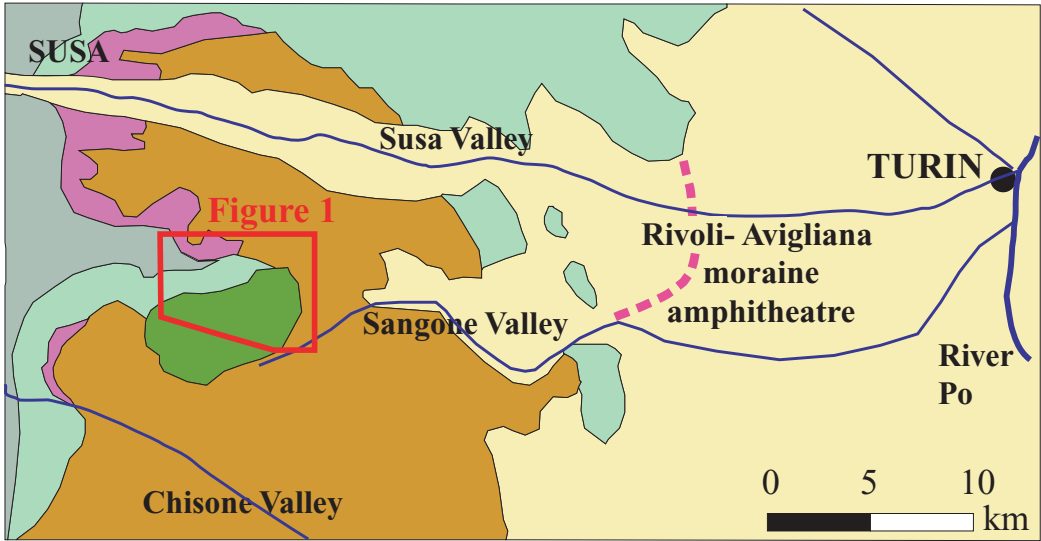 SUSA
Susa Valley
TURIN
Figure 1
Rivoli- Avigliana
moraine
amphitheatre
Sangone Valley
River
Po
Chisone Valley
0 5 10
km